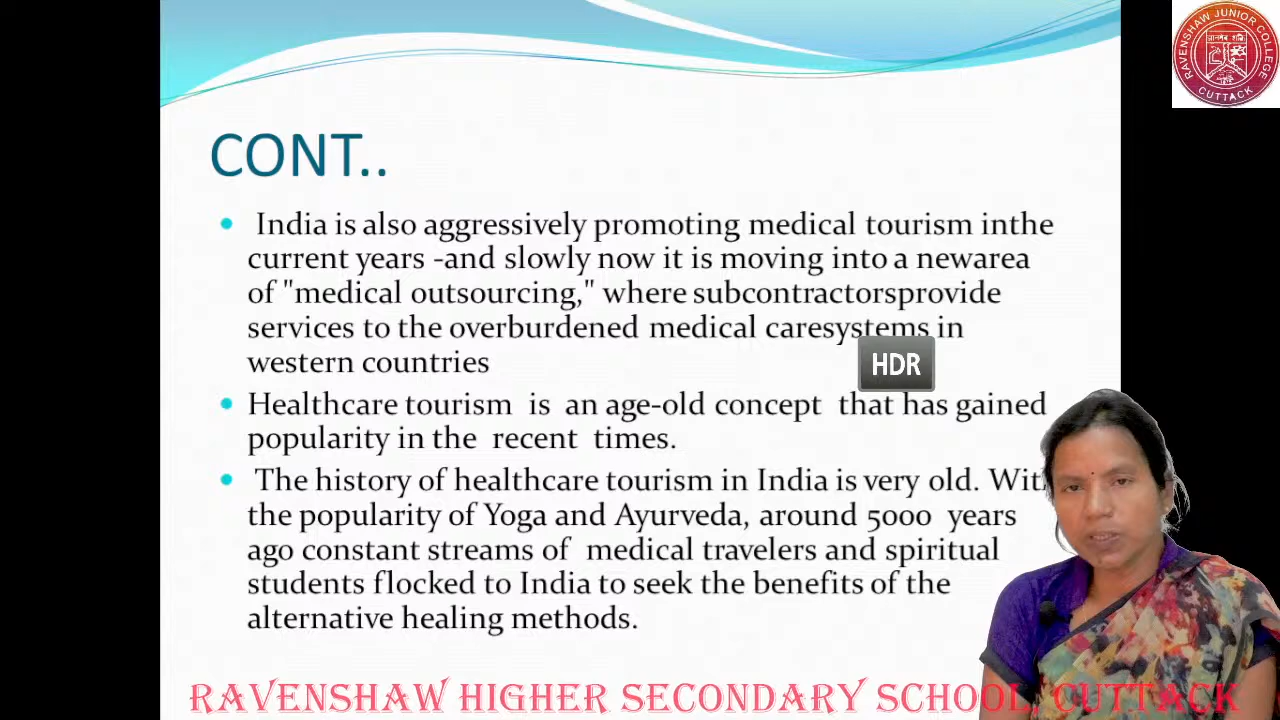 RAVENSHAW JUNIOR COLLEGE
CUTTACK
CONT..
India is also aggressively promoting medical tourism inthe
current years -and slowly now it is moving into a newarea
of "medical outsourcing," where subcontractorsprovide
services to the overburdened medical caresystems in
western countries
HDR
Healthcare tourism is an age-old concept that has gained
popularity in the recent times.
The history of healthcare tourism in India is very old. With
the popularity of Yoga and Ayurveda, around 5000 years
ago constant streams of medical travelers and spiritual
students flocked to India to seek the benefits of the
alternative healing methods.
RAVENSHAW HIGHER SECONDARY SCHOOL, CUTTACK